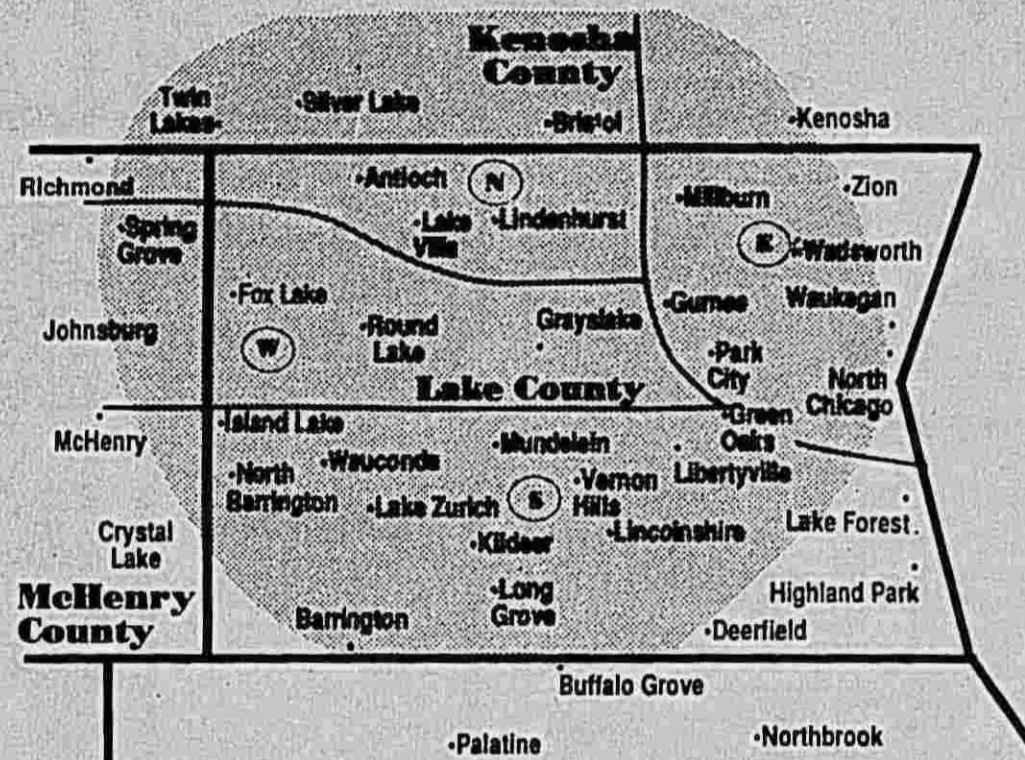 Kenosha
County
Twin
Lakes
Silver Lake
Bristol
Kenosha
Richmond
Antioch
N
Millburn
Zion
Spring
Grove
Lake
Villa
Lindenhurst
Wadsworth
Fox Lake
Gurnee
Waukegan
Johnsburg
W
Round
Lake
Grayslake
Park
City
North
Chicago
Lake County
McHenry
Island Lake
Mundelein
Green
Oaks
North
Barrington
Wauconda
Vernon
Hills
Libertyville
Lake Zurich
S
Lincolnshire
Lake Forest
Crystal
Lake
Kildeer
McHenry
County
Barrington
Long
Grove
Highland Park
Deerfield
Buffalo Grove
Palatine
Northbrook